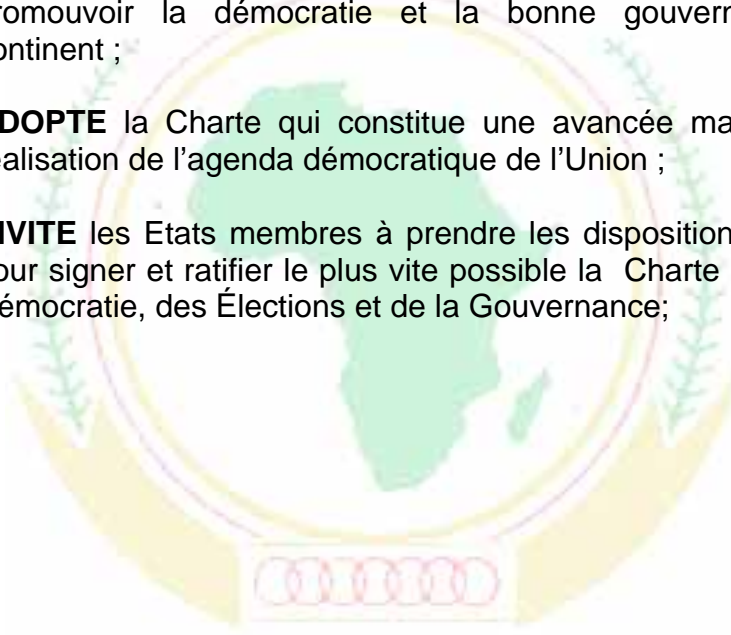 romouvoir la démocratie et la bonne gouvern
ontinent ;
DOPTE la Charte qui constitue une avancée ma
éalisation de l'agenda démocratique de l'Union ;
VITE les Etats membres à prendre les disposition
our signer et ratifier le plus vite possible la Charte
émocratie, des Élections et de la Gouvernance;